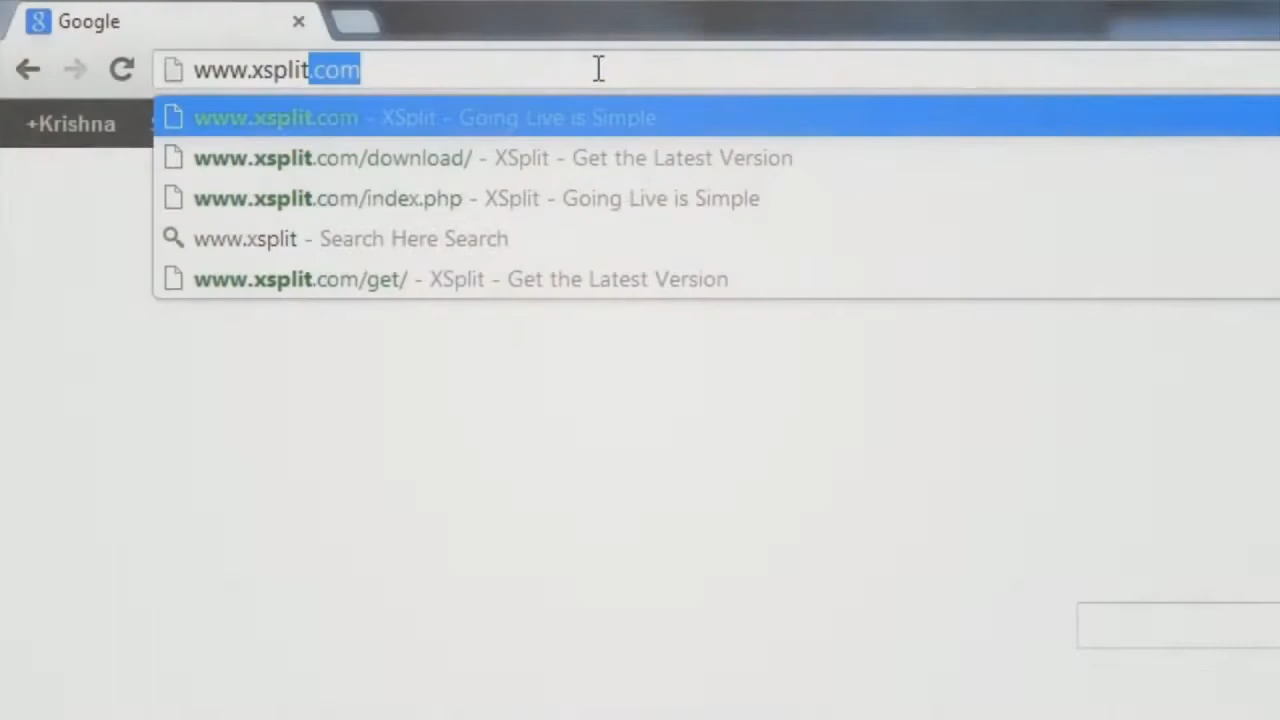 Google
www.xsplit.com
+Krishna
www.xsplit.com - XSplit - Going Live is Simple
www.xsplit.com/download/ - XSplit - Get the Latest Version
www.xsplit.com/index.php - XSplit - Going Live is Simple
www.xsplit - Search Here Search
www.xsplit.com/get/ - XSplit - Get the Latest Version